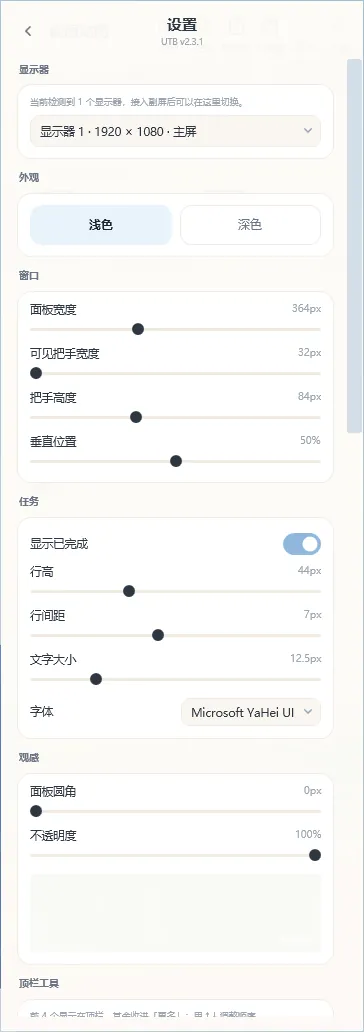 设置
UTB v2.3.1
显示器
当前检测到 1 个显示器，接入副屏后可以在这里切换。
显示器 1 · 1920 × 1080 · 主屏
外观
浅色 深色
窗口
面板宽度 364px
可见把手宽度 32px
把手高度 84px
垂直位置 50%
任务
显示已完成
行高 44px
行间距 7px
文字大小 12.5px
字体 Microsoft YaHei UI
观感
面板圆角 0px
不透明度 100%
顶栏工具